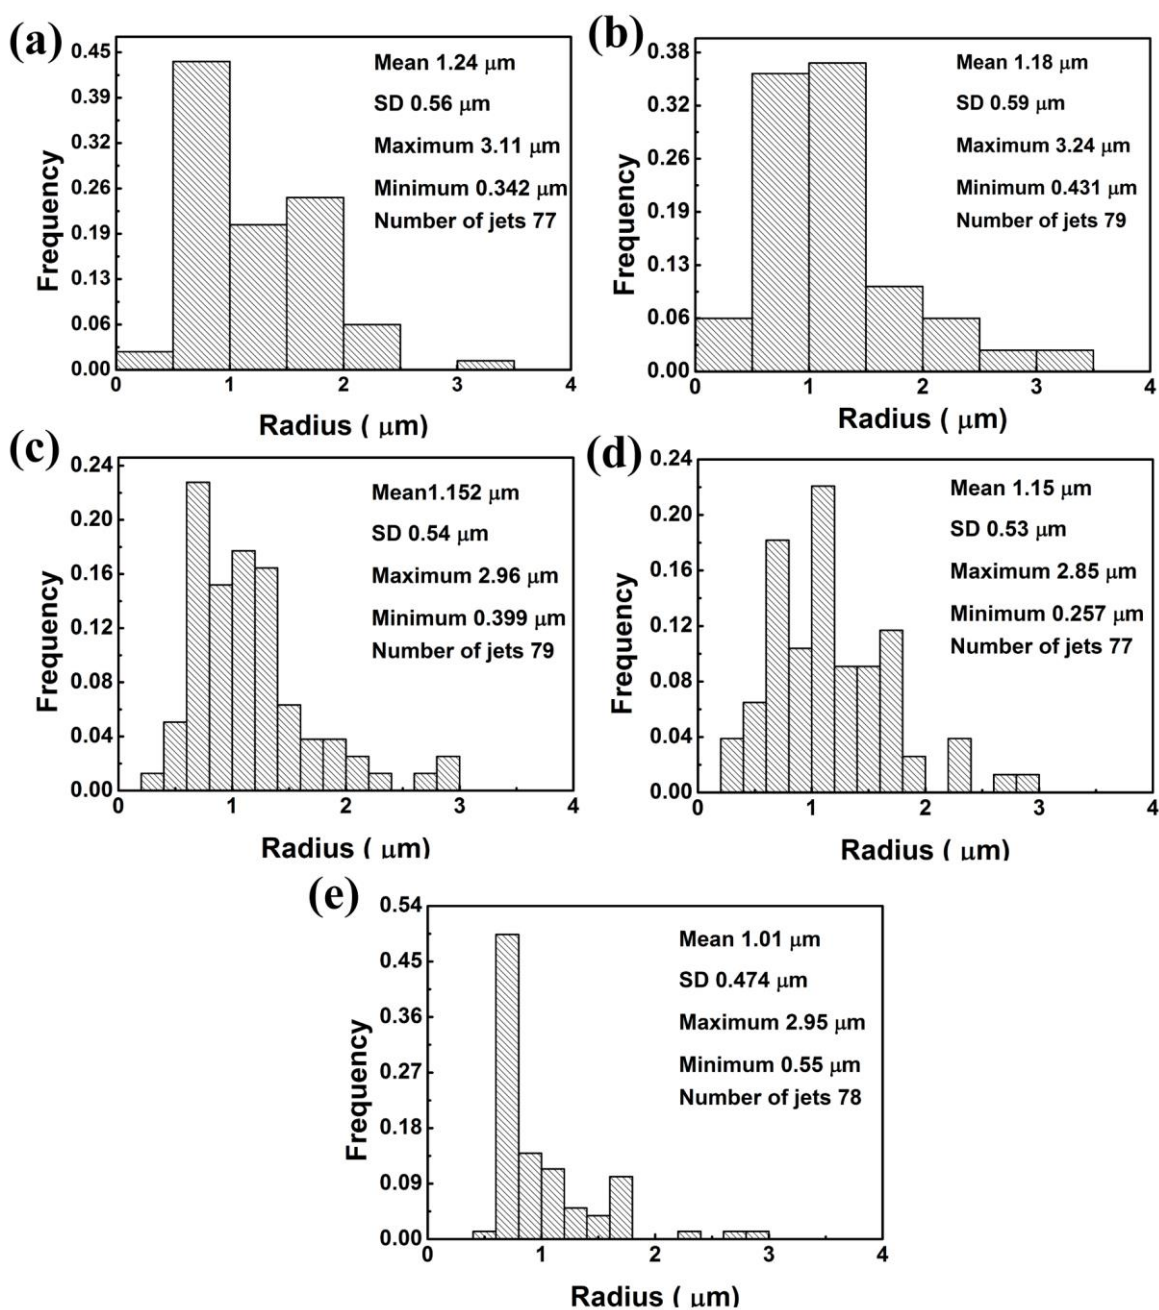 (a)
0.45
0.39
0.32
0.26
0.19
0.13
0.06
0.00
Frequency
Mean 1.24 μm
SD 0.56 μm
Maximum 3.11 μm
Minimum 0.342 μm
Number of jets 77
0 1 2 3 4
Radius ( μm)
(b)
0.38
0.32
0.26
0.19
0.13
0.06
0.00
Frequency
Mean 1.18 μm
SD 0.59 μm
Maximum 3.24 μm
Minimum 0.431 μm
Number of jets 79
0 1 2 3 4
Radius ( μm)
(c)
0.24
0.20
0.16
0.12
0.08
0.04
0.00
Frequency
Mean1.152 μm
SD 0.54 μm
Maximum 2.96 μm
Minimum 0.399 μm
Number of jets 79
0 1 2 3 4
Radius ( μm)
(d)
0.24
0.20
0.16
0.12
0.08
0.04
0.00
Frequency
Mean 1.15 μm
SD 0.53 μm
Maximum 2.85 μm
Minimum 0.257 μm
Number of jets 77
0 1 2 3 4
Radius ( μm)
(e)
0.54
0.45
0.36
0.27
0.18
0.09
0.00
Frequency
Mean 1.01 μm
SD 0.474 μm
Maximum 2.95 μm
Minimum 0.55 μm
Number of jets 78
0 1 2 3 4
Radius ( μm)